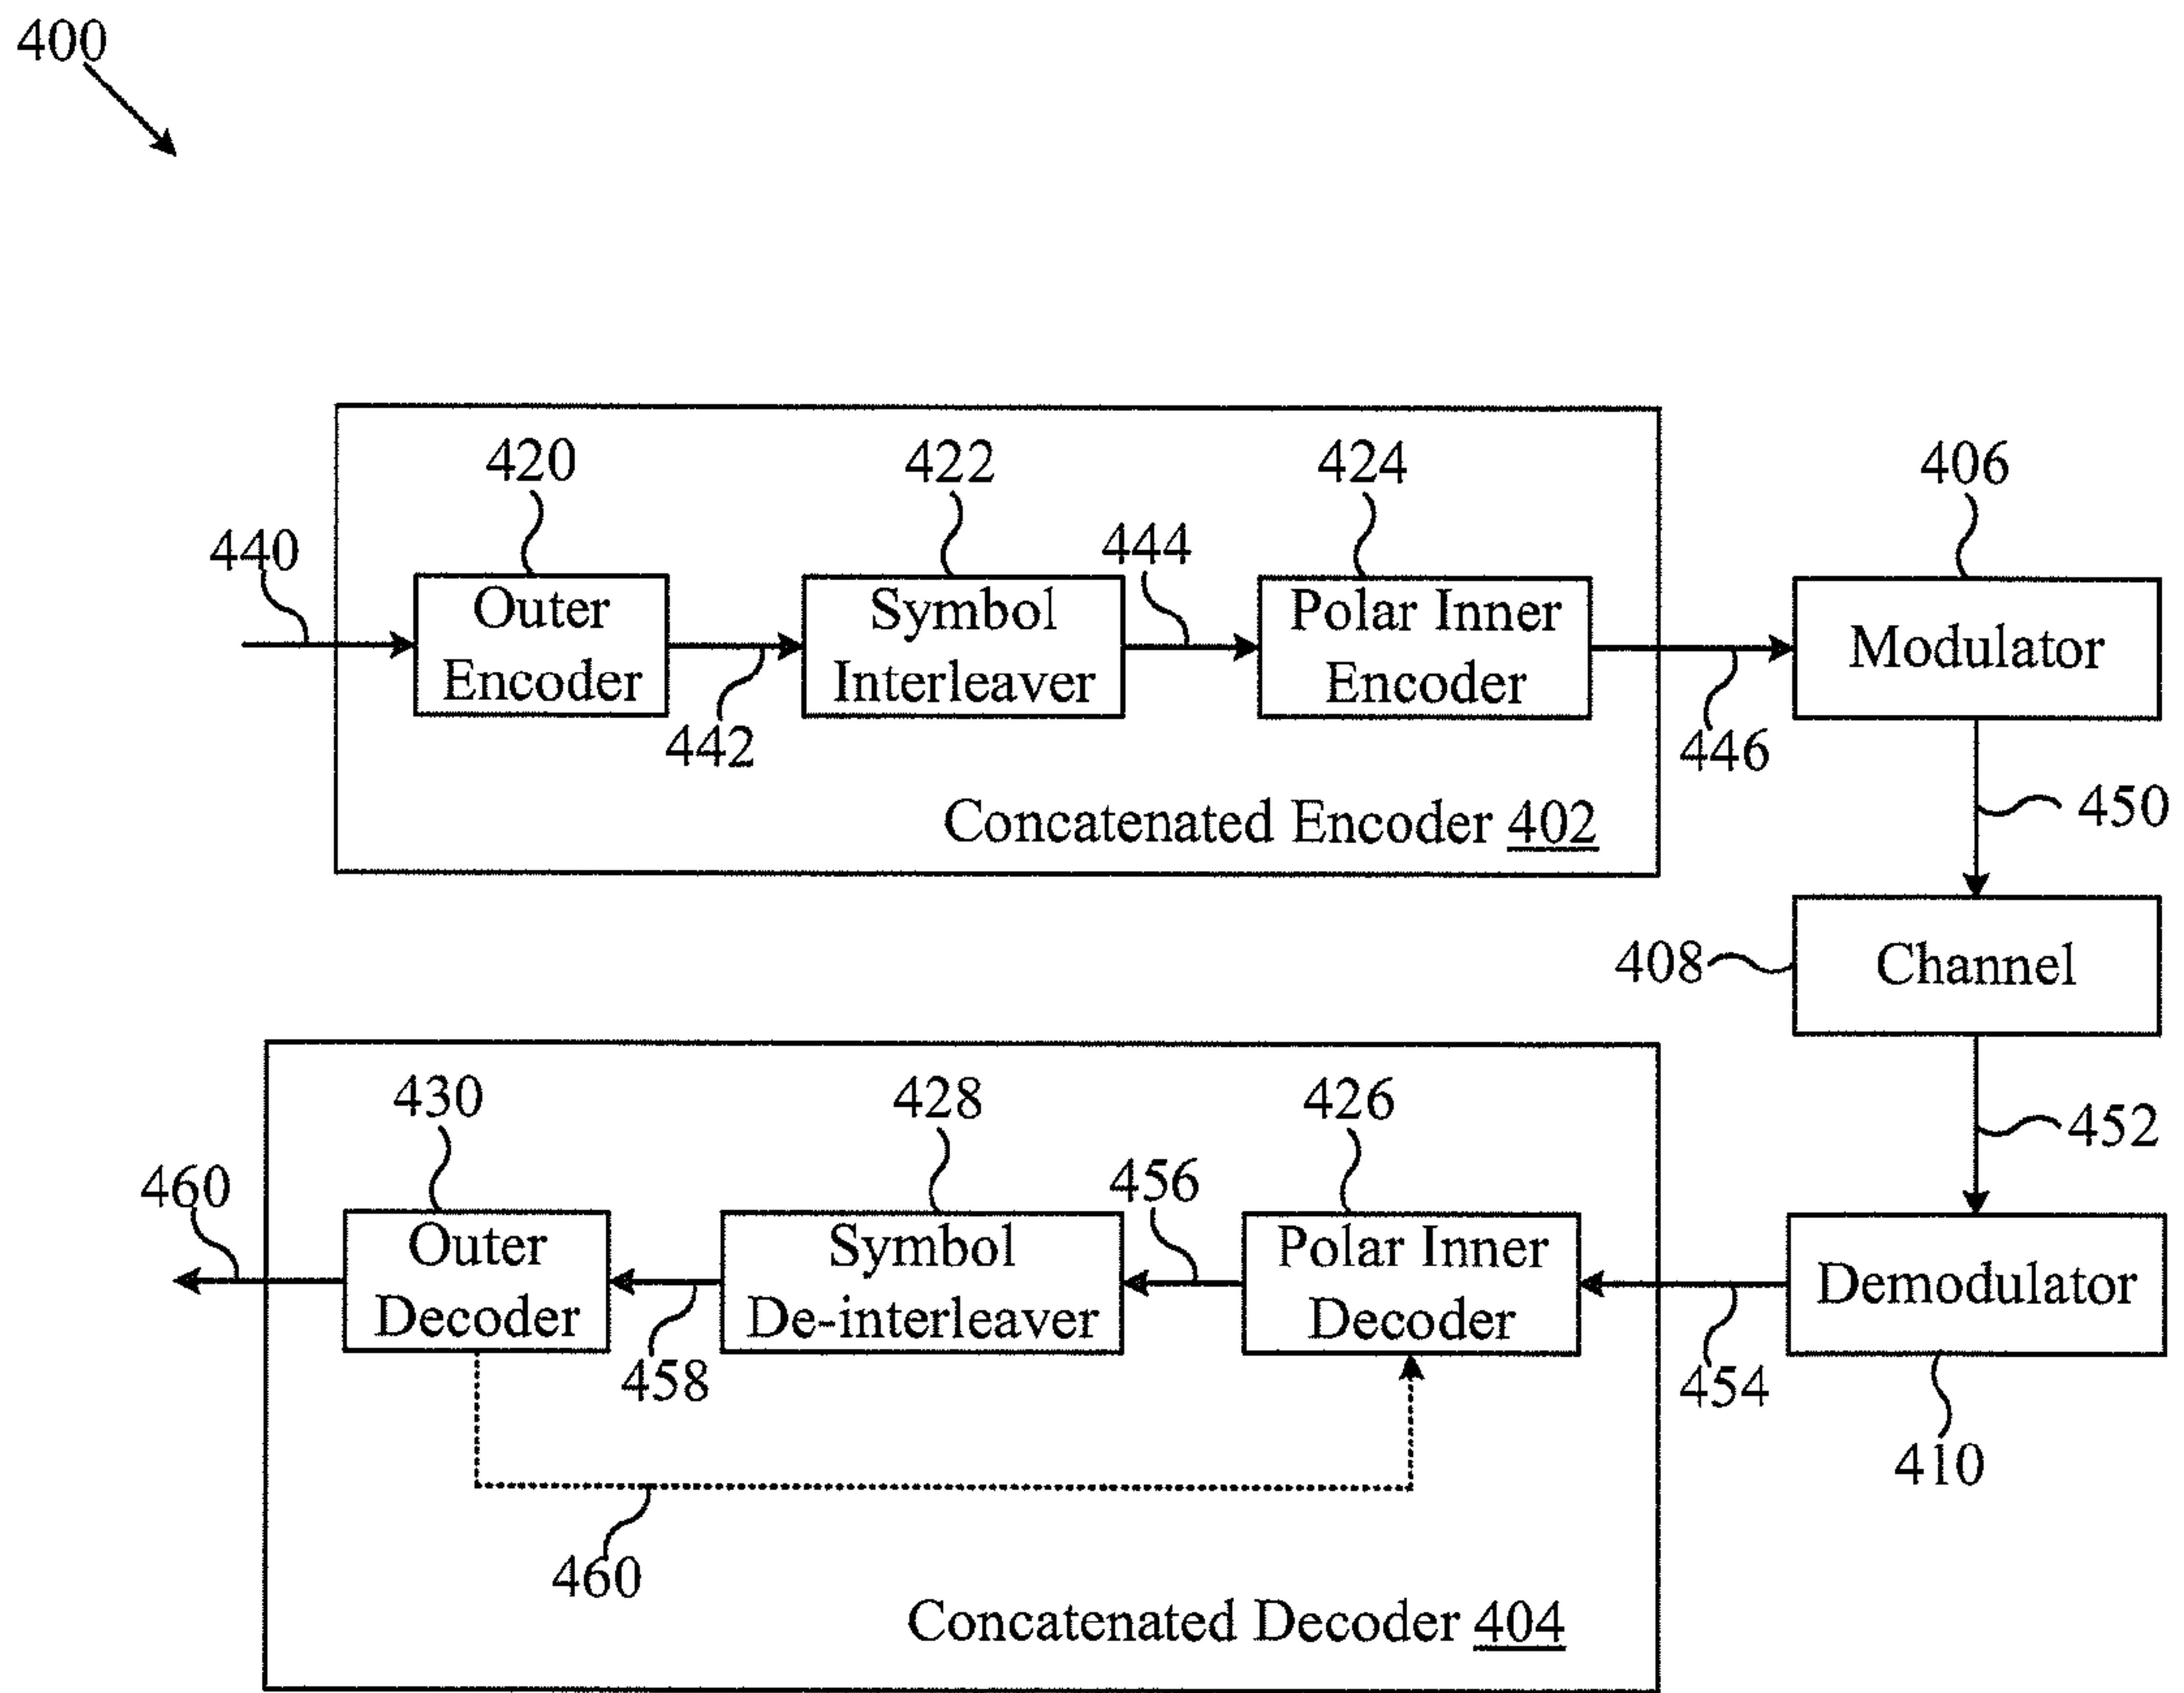 400
420
422
424
406
440
444
Outer
Encoder
Symbol
Interleaver
Polar Inner
Encoder
Modulator
442
446
450
Concatenated Encoder 402
408
Channel
430
428
426
452
460
456
Outer
Decoder
Symbol
De-interleaver
Polar Inner
Decoder
Demodulator
458
454
410
460
Concatenated Decoder 404